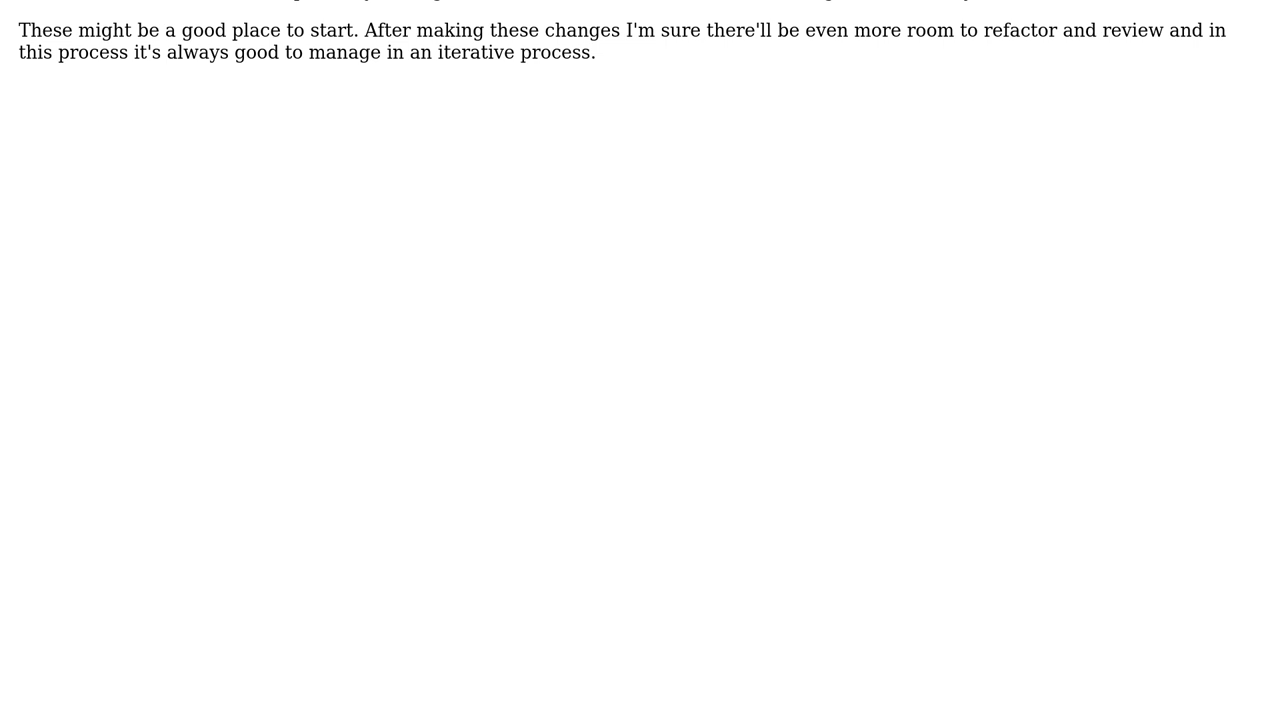 These might be a good place to start. After making these changes I'm sure there'll be even more room to refactor and review and in
this process it's always good to manage in an iterative process.